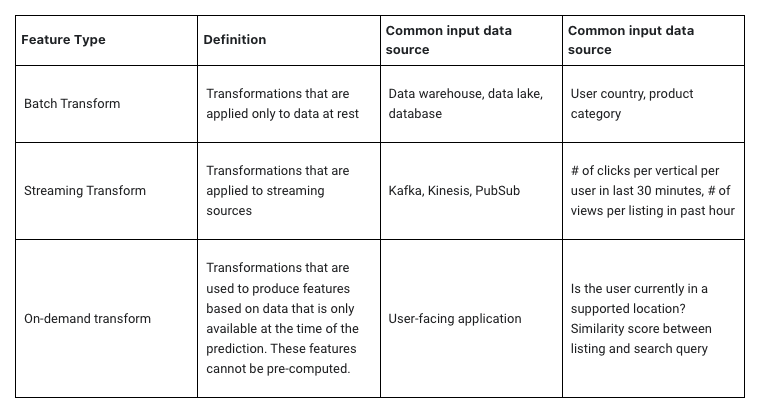 Feature Type
Definition
Common input data
source
Common input data
source
Batch Transform
Transformations that are
applied only to data at rest
Data warehouse, data lake,
database
User country, product
category
Streaming Transform
Transformations that are
applied to streaming
sources
Kafka, Kinesis, PubSub
# of clicks per vertical per
user in last 30 minutes, # of
views per listing in past hour
On-demand transform
Transformations that are
used to produce features
based on data that is only
available at the time of the
prediction. These features
cannot be pre-computed.
User-facing application
Is the user currently in a
supported location?
Similarity score between
listing and search query